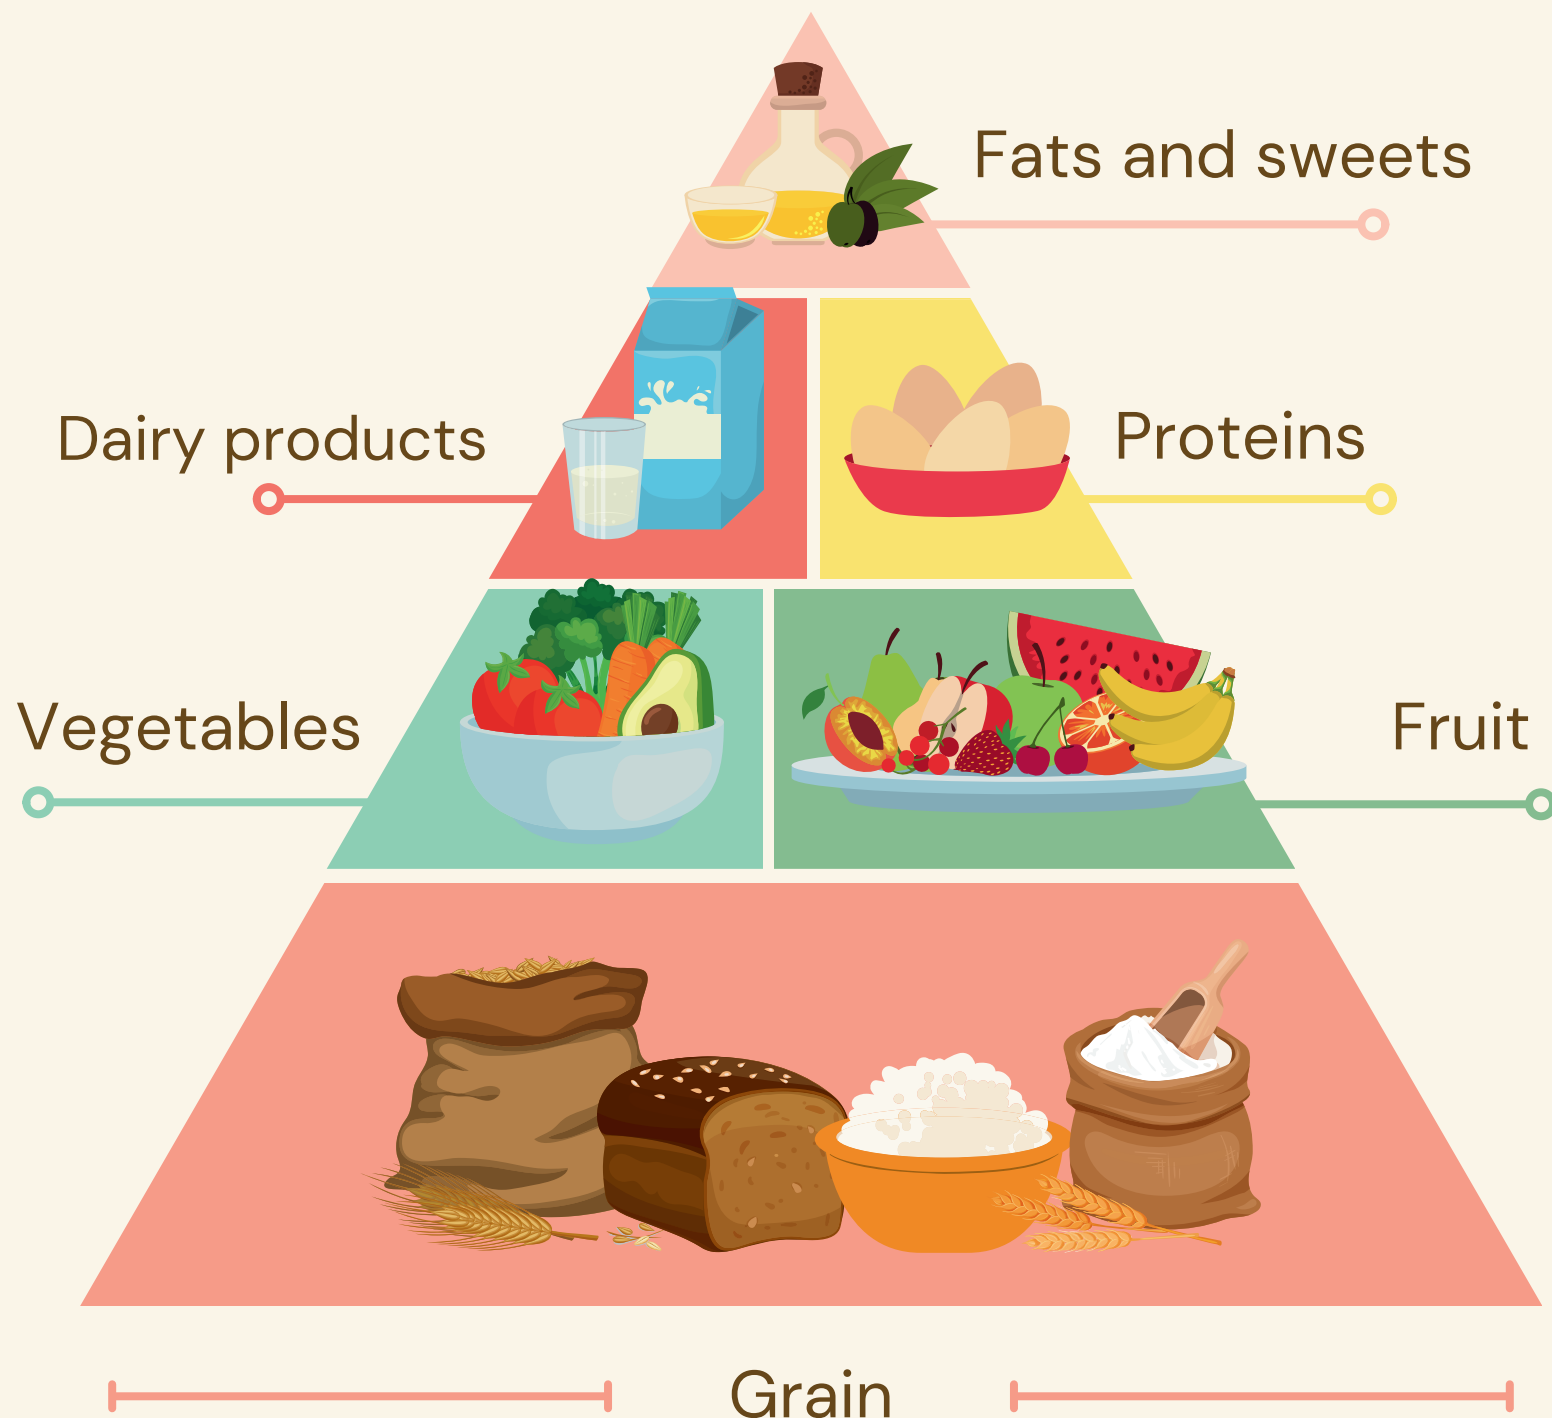 Fats and sweets
Dairy products
Proteins
Vegetables
Fruit
Grain